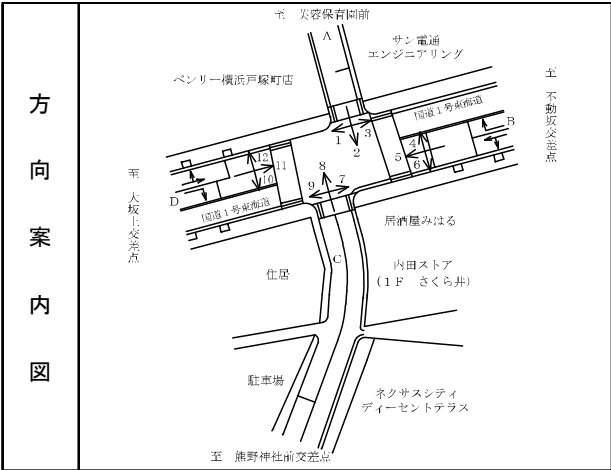 方向案内図
至　芙蓉保育園前
A
サン電通
エンジニアリング
ベンリー横浜戸塚町店
国道1号東海道
至　不動坂交差点
B
1 2 3
4 5 6
7 8 9
10 11 12
D
至　大坂上交差点
国道1号東海道
居酒屋みはる
C
住居
内田ストア
（1F　さくら井）
駐車場
ネクサスシティ
ディーセントテラス
至　熊野神社前交差点